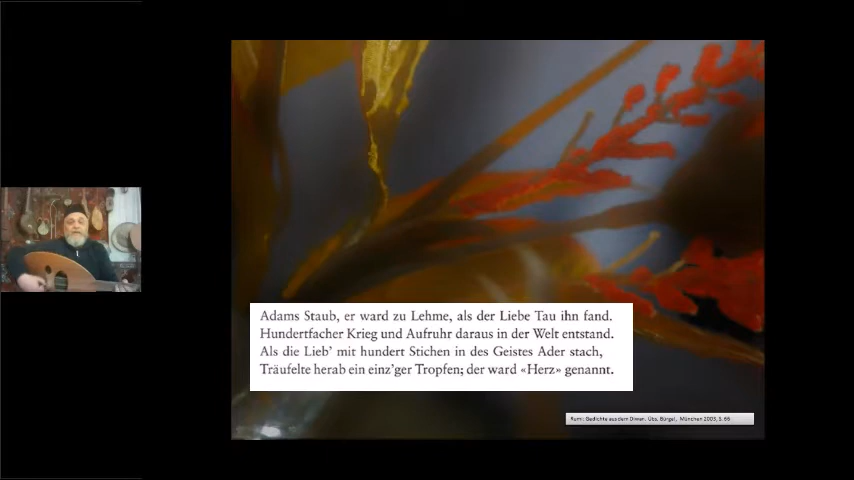 Adams Staub, er ward zu Lehme, als der Liebe Tau ihn fand.
Hundertfacher Krieg und Aufruhr daraus in der Welt entstand.
Als die Lieb' mit hundert Stichen in des Geistes Ader stach,
Träufelte herab ein einz'ger Tropfen; der ward «Herz» genannt.
Rumi: Gedichte aus dem Diwan. Übs. Bürgel, München 2003, S. 66